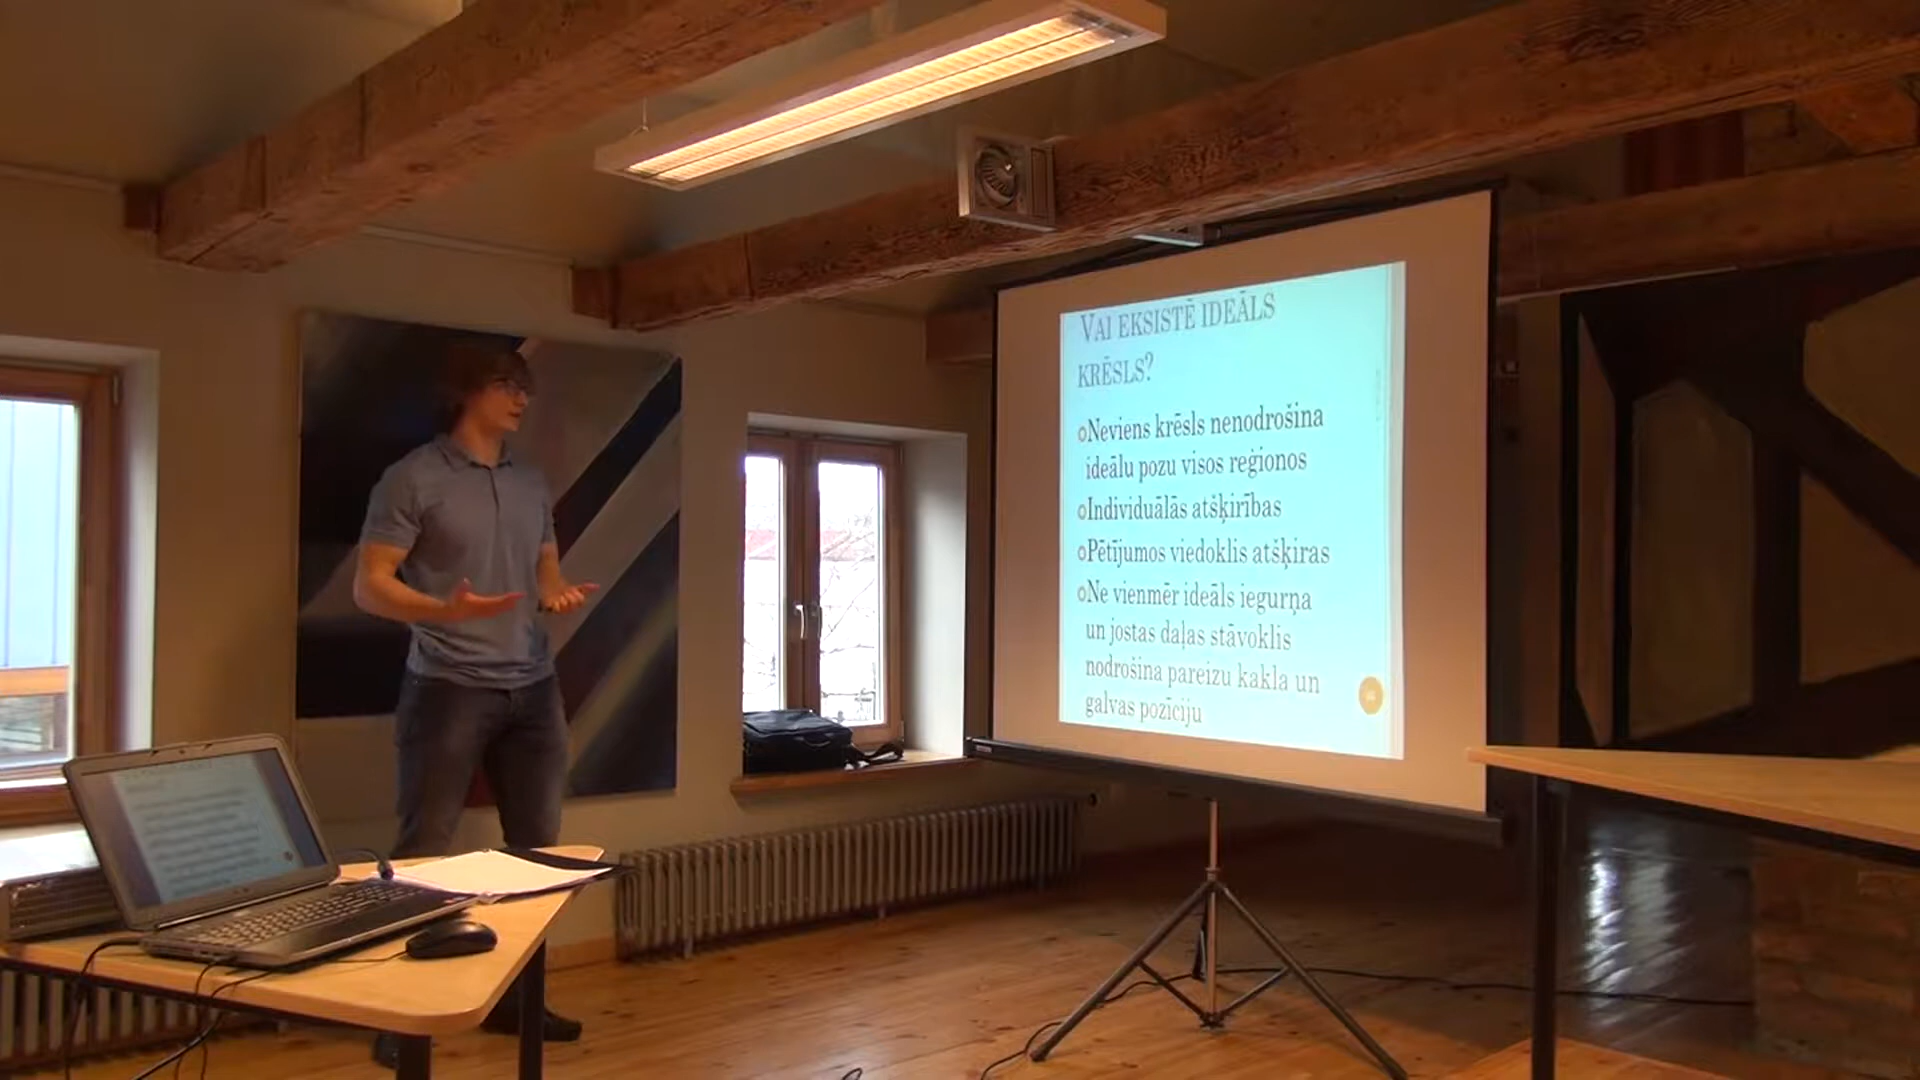 VAI EKSISTĒ IDEĀLS
KRĒSLS?
Neviens krēsls nenodrošina
ideālu pozu visos reģionos
Individuālās atšķirības
Pētījumos viedoklis atšķiras
Ne vienmēr ideāls iegurņa
un jostas daļas stāvoklis
nodrošina pareizu kakla un
galvas pozīciju